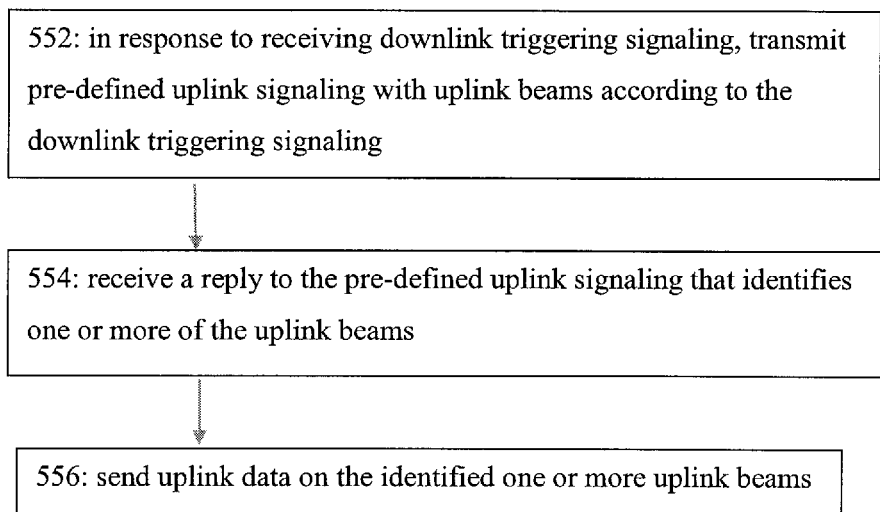 552: in response to receiving downlink triggering signaling, transmit
pre-defined uplink signaling with uplink beams according to the
downlink triggering signaling
554: receive a reply to the pre-defined uplink signaling that identifies
one or more of the uplink beams
556: send uplink data on the identified one or more uplink beams